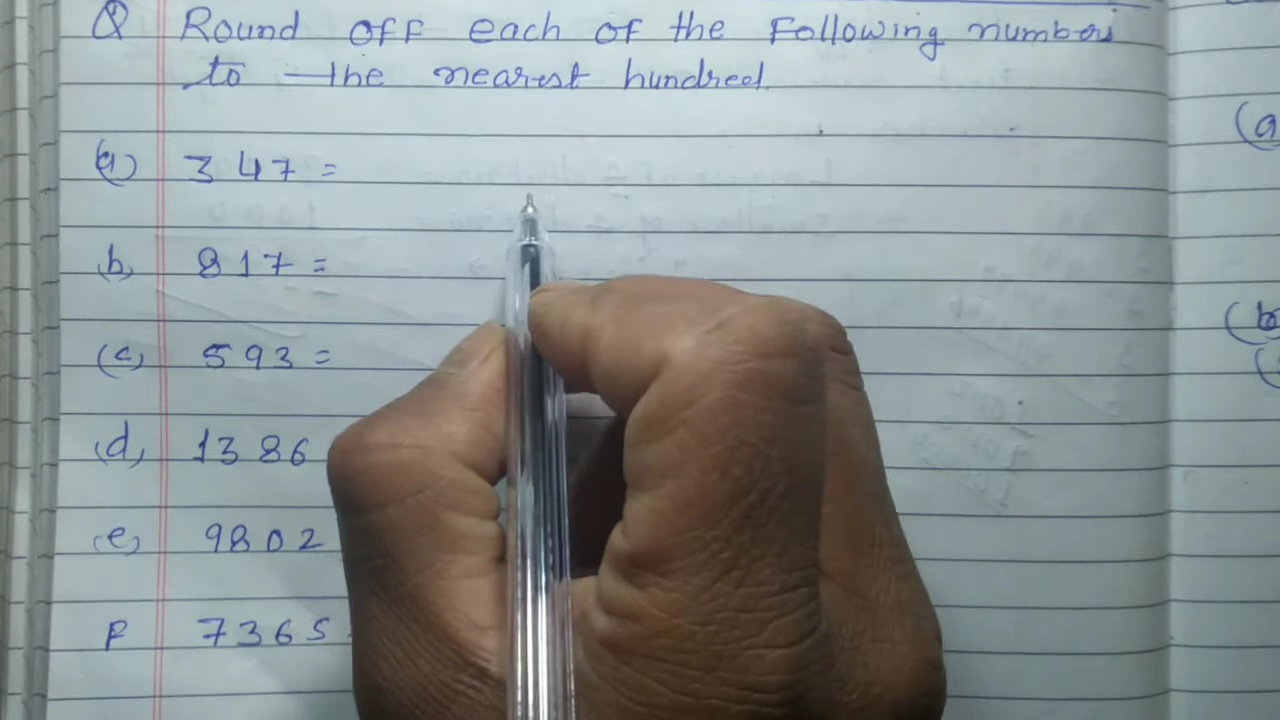 Q Round off each of the Following numbers
to the nearest hundred.
(a) 347 =
(b) 817 =
(c) 593 =
(d) 1386
(e) 9802
F 7365
(a
(b
(